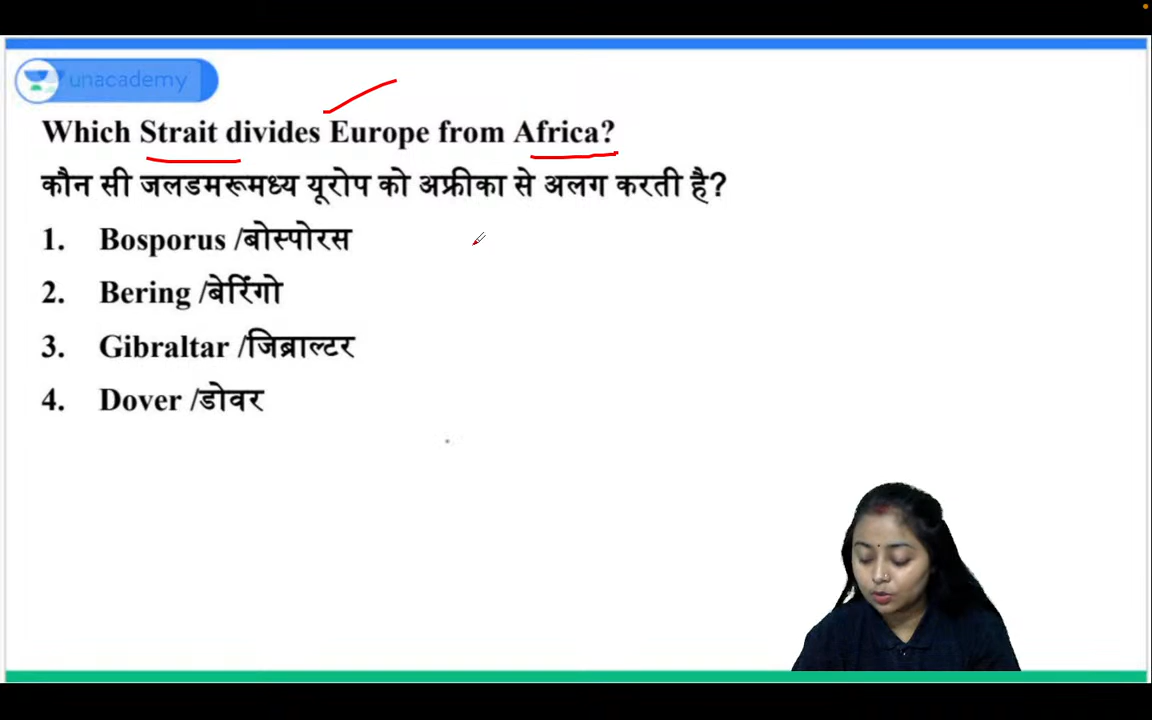 unacademy
Which Strait divides Europe from Africa?
कौन सी जलडमरूमध्य यूरोप को अफ्रीका से अलग करती है?
1. Bosporus /बोस्पोरस
2. Bering /बेरिंगो
3. Gibraltar /जिब्राल्टर
4. Dover /डोवर